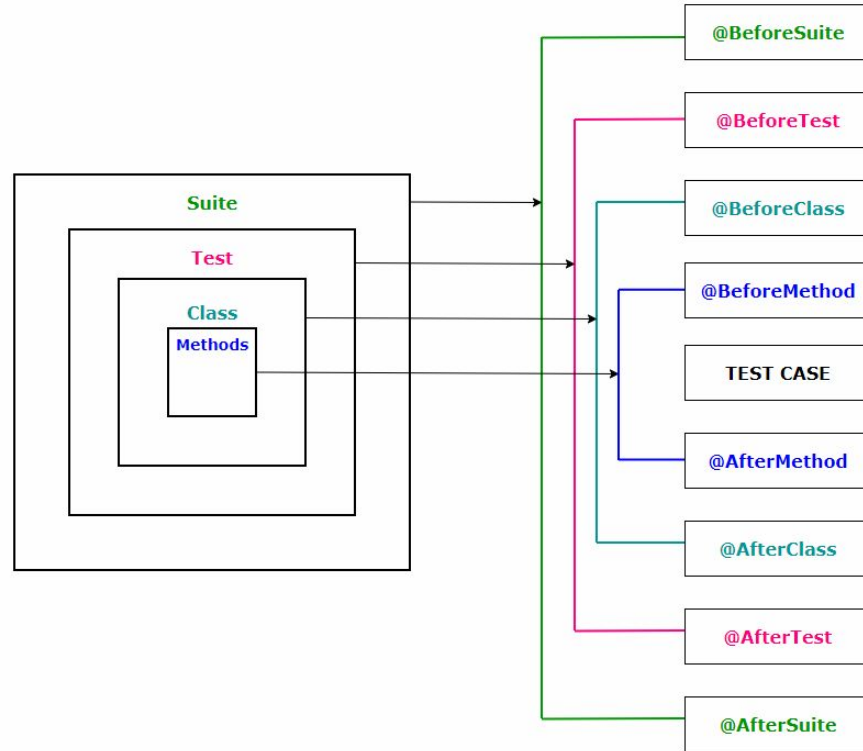 Suite
Test
Class
Methods
@BeforeSuite
@BeforeTest
@BeforeClass
@BeforeMethod
TEST CASE
@AfterMethod
@AfterClass
@AfterTest
@AfterSuite